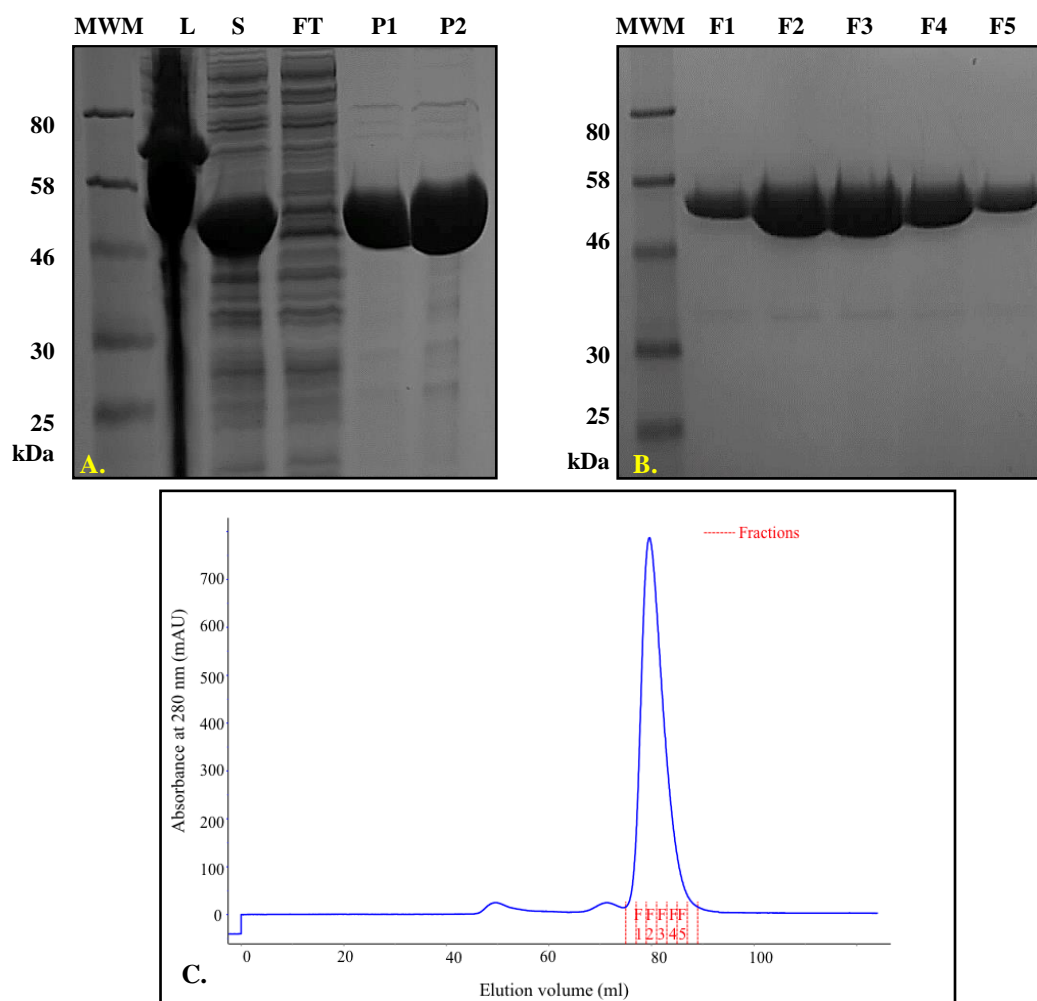 MWM L S FT P1 P2
80
58
46
30
25
kDa
A.
MWM F1 F2 F3 F4 F5
80
58
46
30
25
kDa
B.
Fractions
Absorbance at 280 nm (mAU)
700
600
500
400
300
200
100
0
F F F F F
1 2 3 4 5
0 20 40 60 80 100
C.
Elution volume (ml)